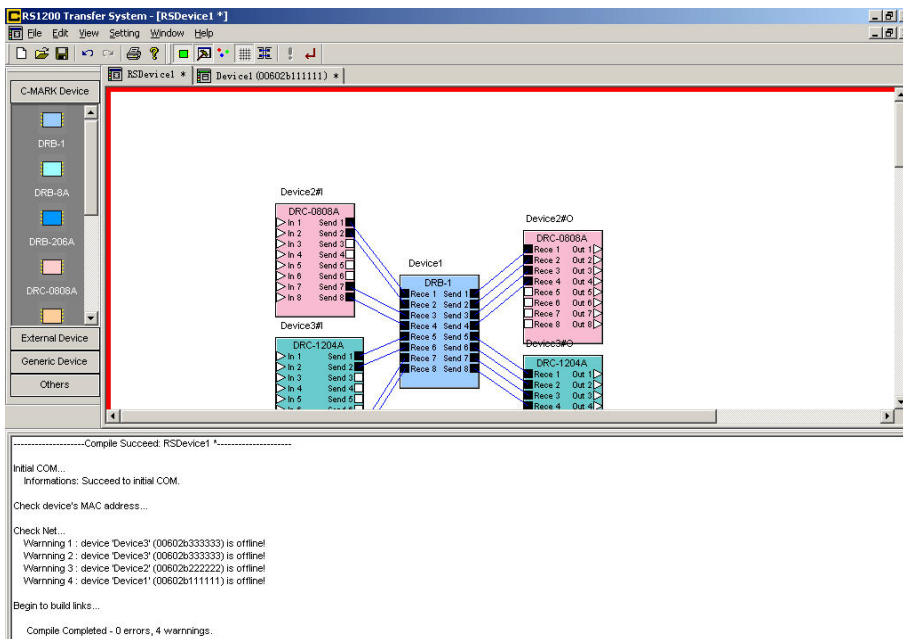 RS1200 Transfer System - [RSDevice1 *]
File Edit View Setting Window Help
RSDevice1 *
Device1(00602b111111) *
C-MARK Device
DRB-1
DRB-8A
DRB-206A
DRC-0808A
External Device
Generic Device
Others
Device2#I
DRC-0808A
In 1 Send 1
In 2 Send 2
In 3 Send 3
In 4 Send 4
In 5 Send 5
In 6 Send 6
In 7 Send 7
In 8 Send 8
Device3#I
DRC-1204A
In 1 Send 1
In 2 Send 2
In 3 Send 3
In 4 Send 4
In 5 Send 5
Device1
DRB-1
Rece 1 Send 1
Rece 2 Send 2
Rece 3 Send 3
Rece 4 Send 4
Rece 5 Send 5
Rece 6 Send 6
Rece 7 Send 7
Rece 8 Send 8
Device2#O
DRC-0808A
Rece 1 Out 1
Rece 2 Out 2
Rece 3 Out 3
Rece 4 Out 4
Rece 5 Out 5
Rece 6 Out 6
Rece 7 Out 7
Rece 8 Out 8
Device3#O
DRC-1204A
Rece 1 Out 1
Rece 2 Out 2
Rece 3 Out 3
Rece 4 Out 4
--------------------Compile Succeed: RSDevice1 *---------------------
Initial COM...
Informations: Succeed to initial COM.
Check device's MAC address...
Check Net...
Warnning 1 : device 'Device3' (00602b333333) is offline!
Warnning 2 : device 'Device3' (00602b333333) is offline!
Warnning 3 : device 'Device2' (00602b222222) is offline!
Warnning 4 : device 'Device1' (00602b111111) is offline!
Begin to build links...
Compile Completed - 0 errors, 4 warnnings.